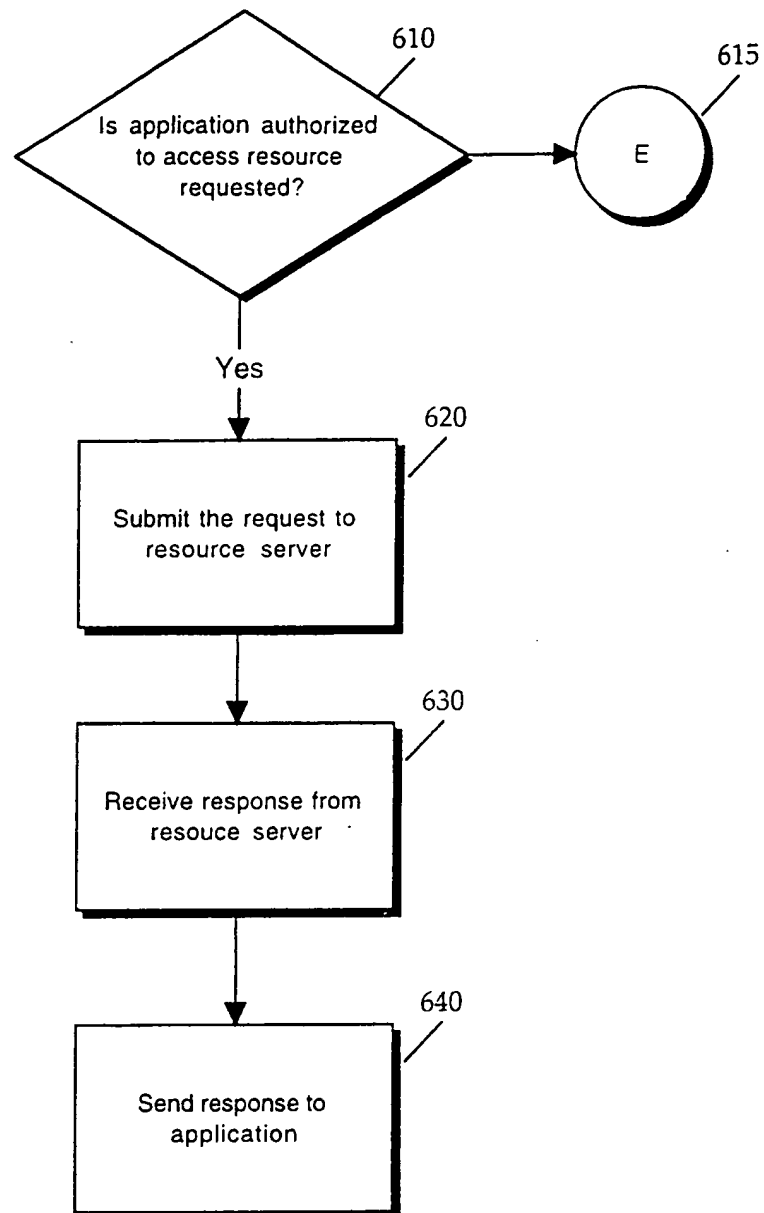 610
615
Is application authorized
to access resource
requested?
E
Yes
620
Submit the request to
resource server
630
Receive response from
resouce server
640
Send response to
application